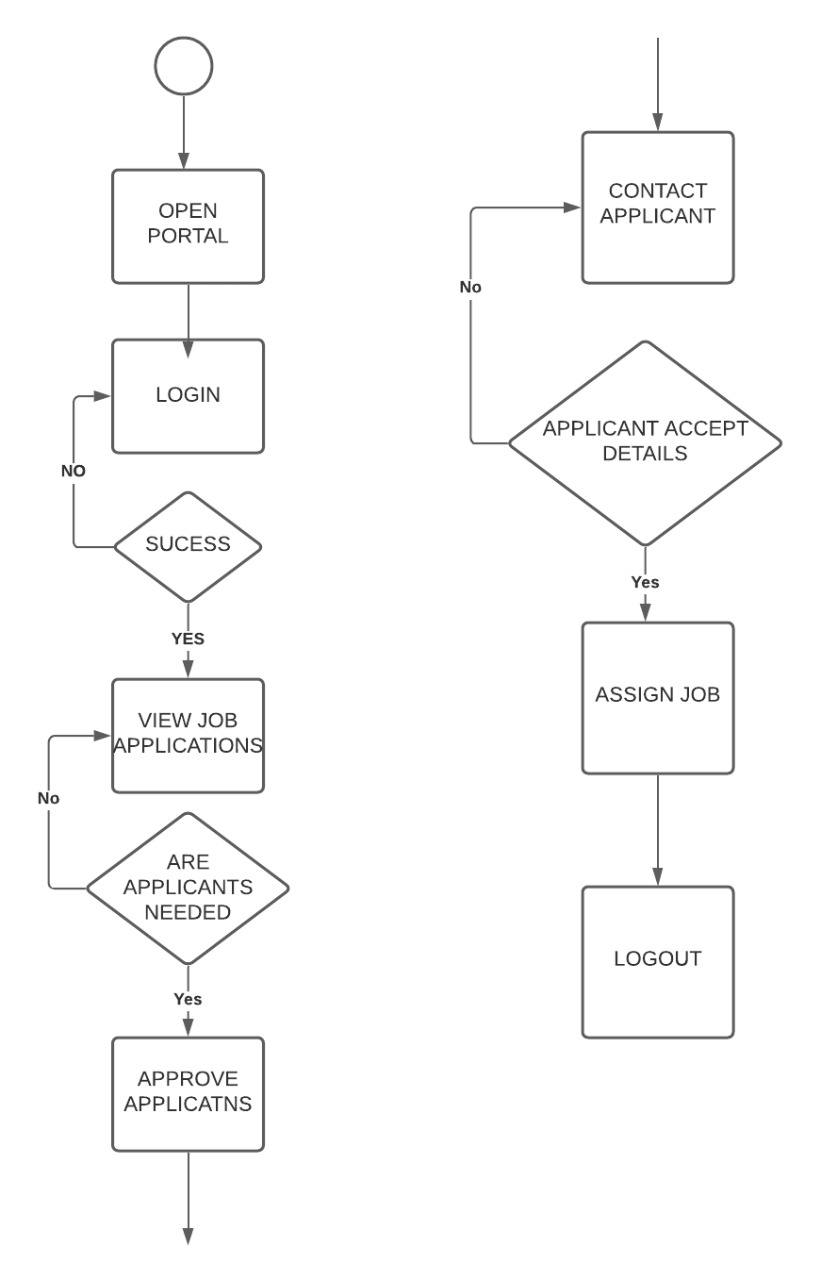 OPEN
PORTAL
LOGIN
NO
SUCESS
YES
VIEW JOB
APPLICATIONS
No
ARE
APPLICANTS
NEEDED
Yes
APPROVE
APPLICATNS
CONTACT
APPLICANT
No
APPLICANT ACCEPT
DETAILS
Yes
ASSIGN JOB
LOGOUT